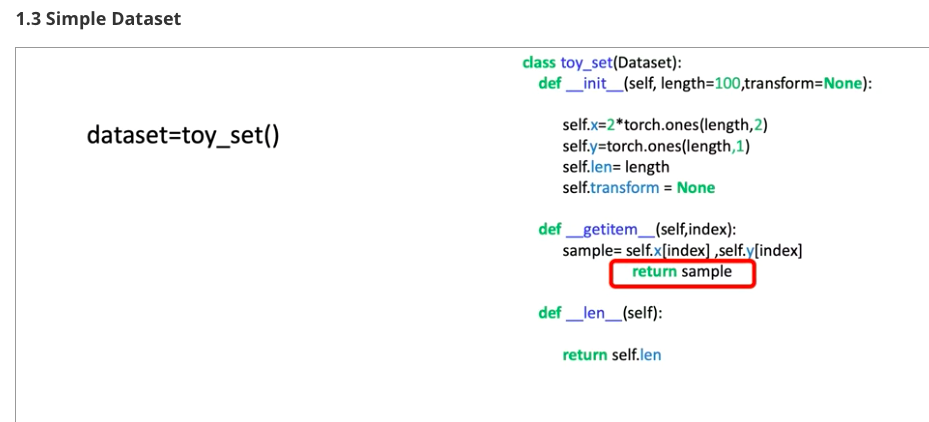 1.3 Simple Dataset
dataset=toy_set()
class toy_set(Dataset):
def __init__(self, length=100,transform=None):
self.x=2*torch.ones(length,2)
self.y=torch.ones(length,1)
self.len= length
self.transform = None
def __getitem__(self,index):
sample= self.x[index] ,self.y[index]
return sample
def __len__(self):
return self.len